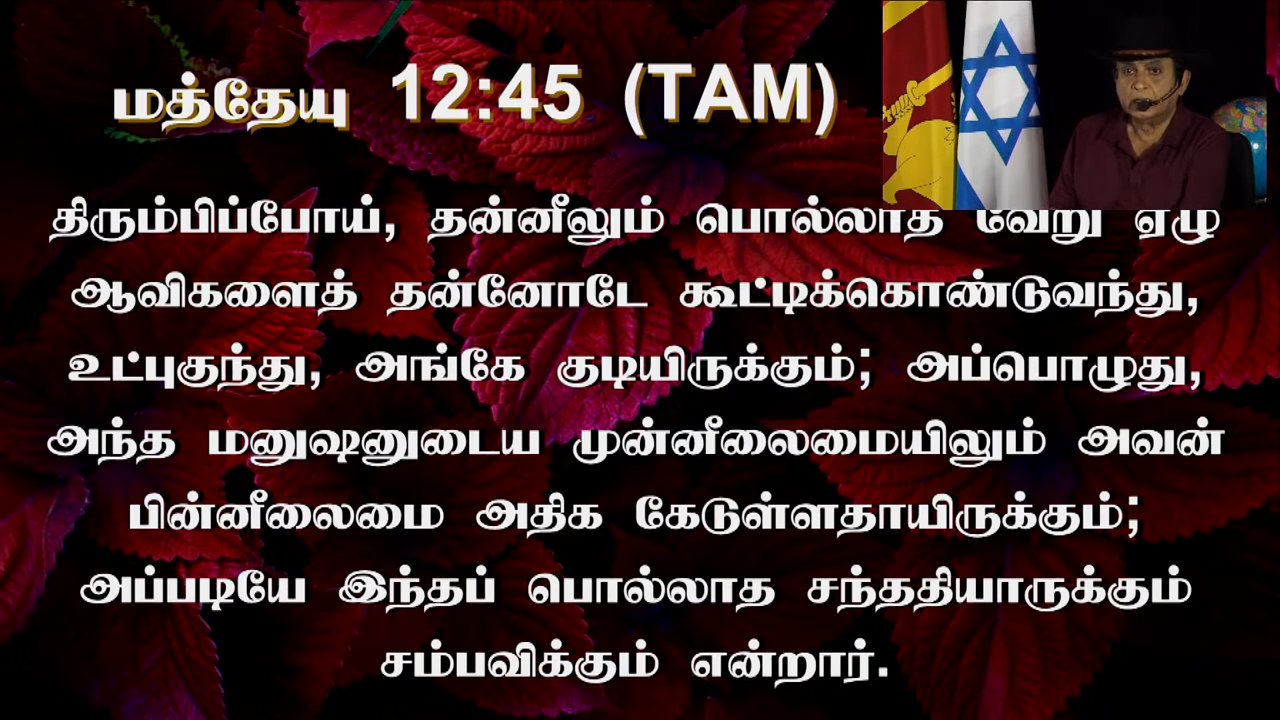 மத்தேயு 12:45 (TAM)
திரும்பிப்போய், தன்னீலும் பொல்லாத வேறு ஏழு
ஆவிகளைத் தன்னோடே கூட்டிக்கொண்டுவந்து,
உட்புகுந்து, அங்கே குடியிருக்கும்; அப்பொழுது,
அந்த மனுஷனுடைய முன்னீலைமையிலும் அவன்
பின்னீலைமை அதிக கேடுள்ளதாயிருக்கும்;
அப்படியே இந்தப் பொல்லாத சந்ததியாருக்கும்
சம்பவிக்கும் என்றார்.